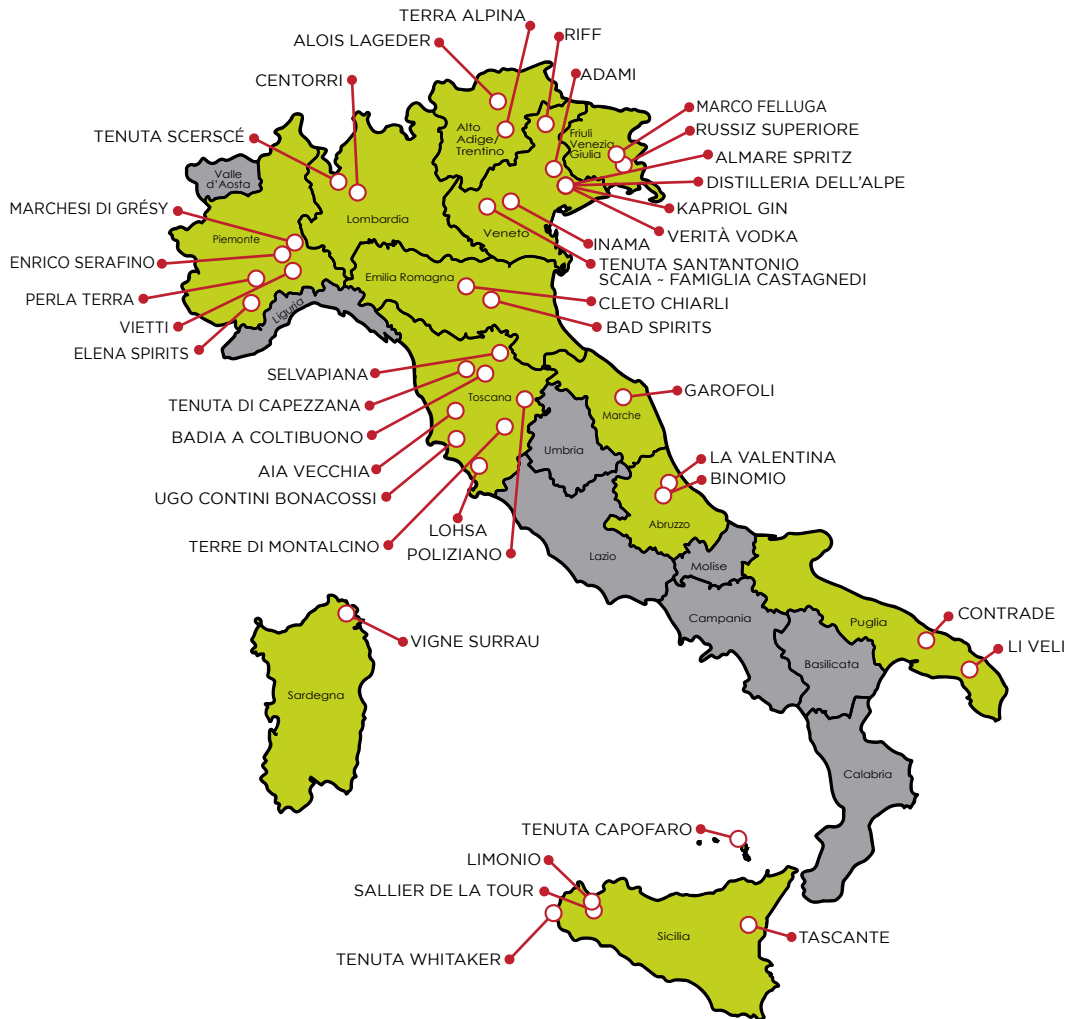 TERRA ALPINA
ALOIS LAGEDER
RIFF
CENTORRI
ADAMI
TENUTA SCERSCÉ
MARCO FELLUGA
RUSSIZ SUPERIORE
ALMARE SPRITZ
DISTILLERIA DELL'ALPE
KAPRIOL GIN
VERITÀ VODKA
INAMA
TENUTA SANT'ANTONIO
SCAIA ~ FAMIGLIA CASTAGNEDI
CLETO CHIARLI
BAD SPIRITS
MARCHESI DI GRÉSY
ENRICO SERAFINO
PERLA TERRA
VIETTI
ELENA SPIRITS
Alto
Adige/
Trentino
Friuli
Venezia
Giulia
Valle
d'Aosta
Lombardia
Veneto
Piemonte
Emilia Romagna
Liguria
SELVAPIANA
TENUTA DI CAPEZZANA
BADIA A COLTIBUONO
AIA VECCHIA
UGO CONTINI BONACOSSI
TERRE DI MONTALCINO
LOHSA
POLIZIANO
Toscana
GAROFOLI
Marche
Umbria
LA VALENTINA
BINOMIO
Abruzzo
Lazio
Molise
Campania
Puglia
Basilicata
CONTRADE
LI VELI
VIGNE SURRAU
Sardegna
Calabria
TENUTA CAPOFARO
LIMONIO
SALLIER DE LA TOUR
TENUTA WHITAKER
Sicilia
TASCANTE